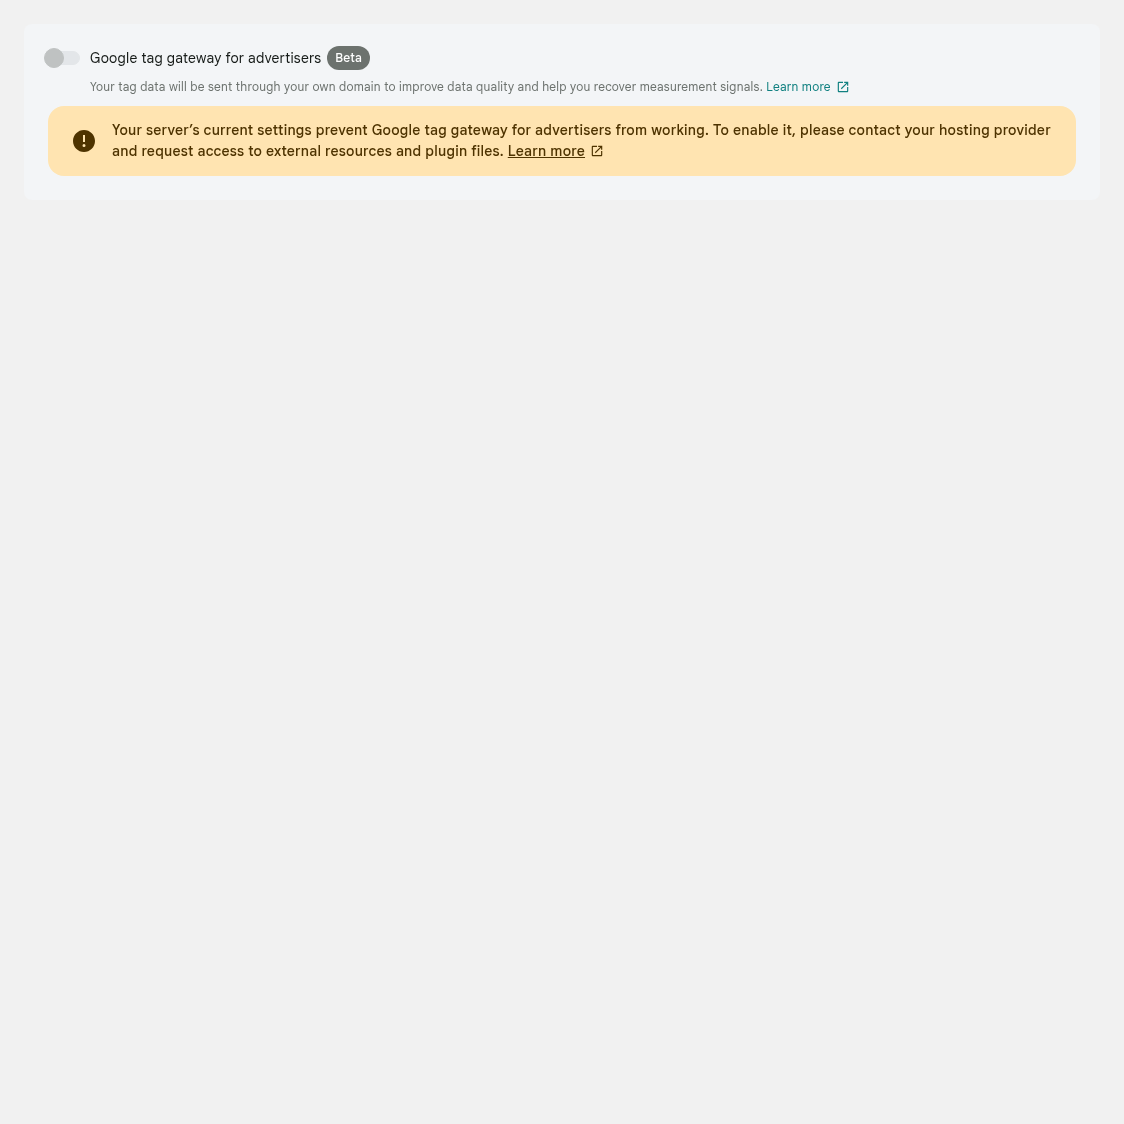 Google tag gateway for advertisers Beta
Your tag data will be sent through your own domain to improve data quality and help you recover measurement signals. Learn more
Your server’s current settings prevent Google tag gateway for advertisers from working. To enable it, please contact your hosting provider
and request access to external resources and plugin files. Learn more